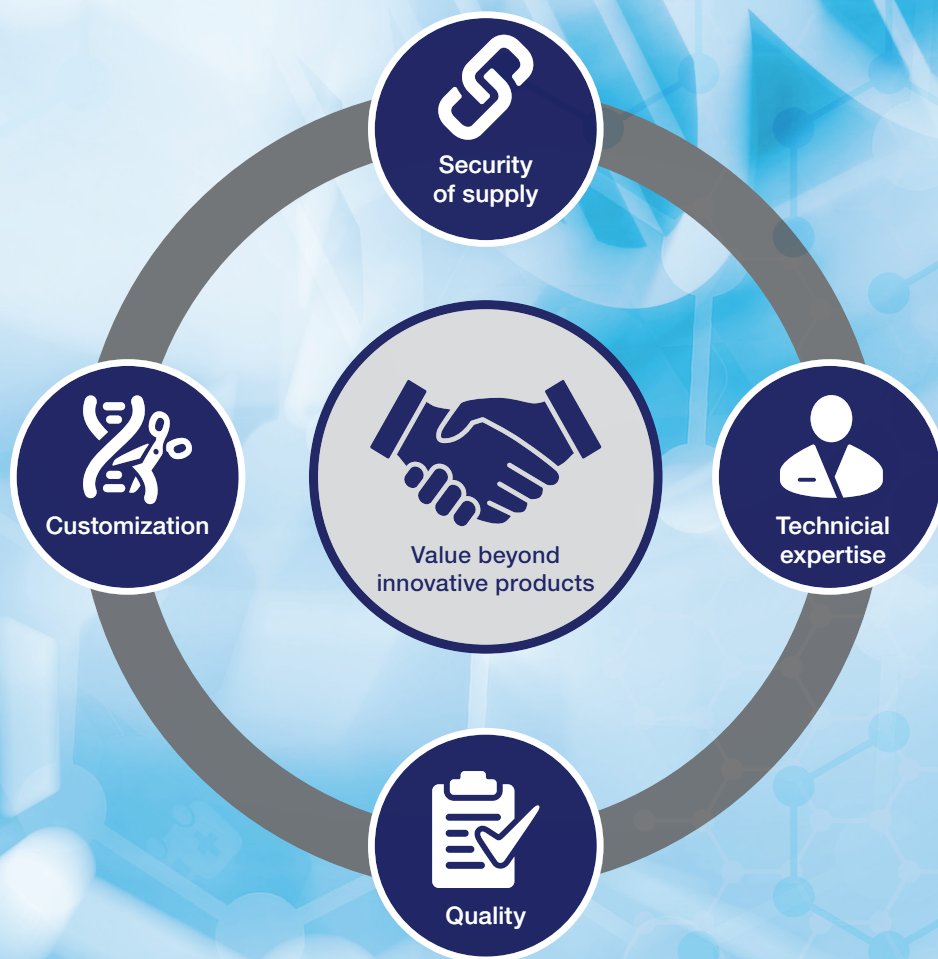 Security
of supply
Customization
Value beyond
innovative products
Technicial
expertise
Quality